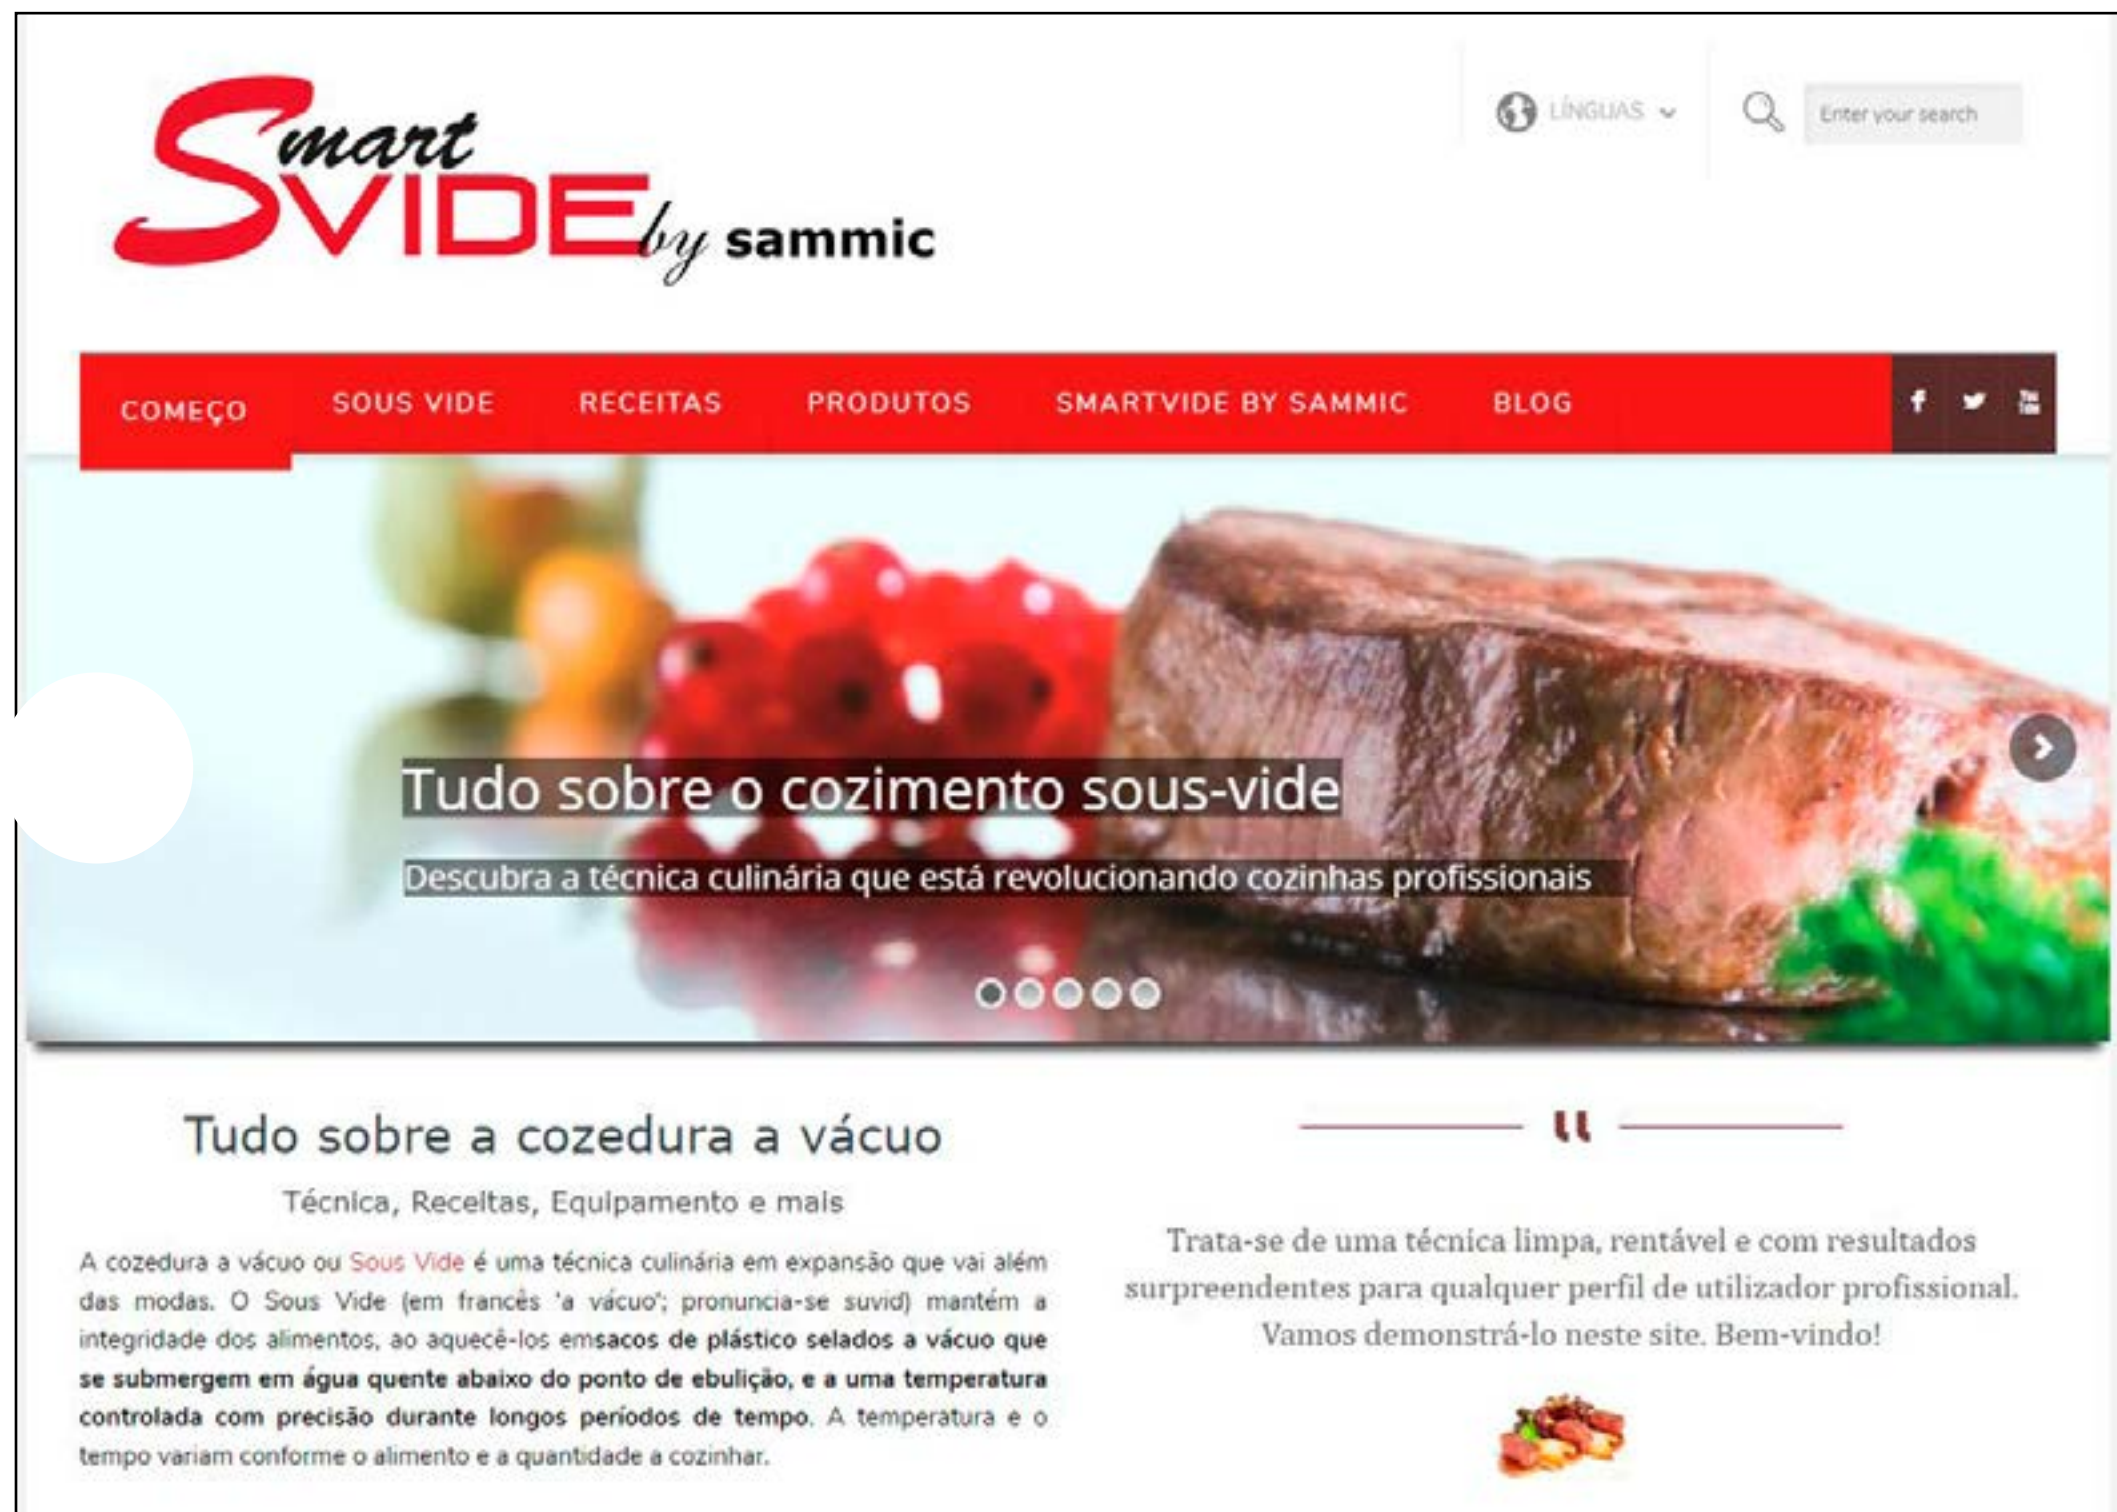 Smart
VIDE by sammic
LÍNGUAS
Enter your search
COMEÇO
SOUS VIDE
RECEITAS
PRODUTOS
SMARTVIDE BY SAMMIC
BLOG
Tudo sobre o cozimento sous-vide
Descubra a técnica culinária que está revolucionando cozinhas profissionais
Tudo sobre a cozedura a vácuo
Técnica, Receitas, Equipamento e mais
A cozedura a vácuo ou Sous Vide é uma técnica culinária em expansão que vai além
das modas. O Sous Vide (em francês 'a vácuo'; pronuncia-se suvid) mantém a
integridade dos alimentos, ao aquecê-los emsacos de plástico selados a vácuo que
se submergem em água quente abaixo do ponto de ebulição, e a uma temperatura
controlada com precisão durante longos períodos de tempo. A temperatura e o
tempo variam conforme o alimento e a quantidade a cozinhar.
Trata-se de uma técnica limpa, rentável e com resultados
surpreendentes para qualquer perfil de utilizador profissional.
Vamos demonstrá-lo neste site. Bem-vindo!